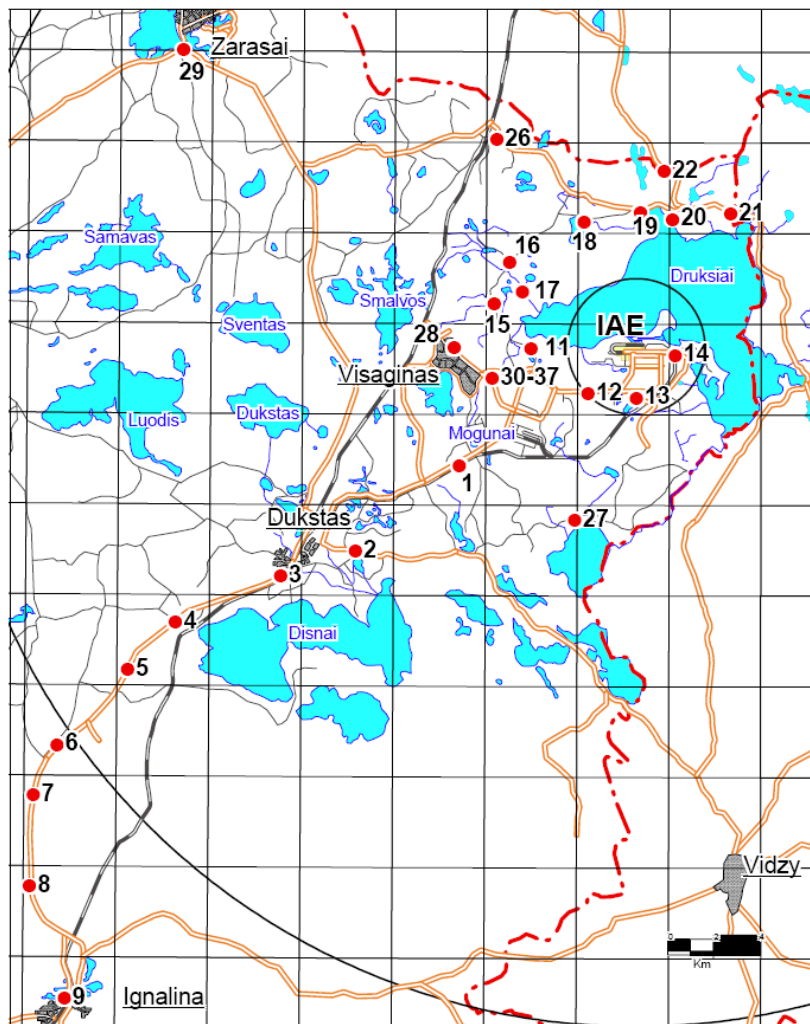 Zarasai
29
26
22
Samavas
16
18
19
20
21
17
Druksiai
Smalvos
15
Sventas
IAE
28
11
14
Visaginas
30-37
12
13
Luodis
Dukstas
Mogunai
1
Dukstas
27
2
3
4
Disnai
5
6
7
8
Vidzy
0 2 4
Km
9
Ignalina